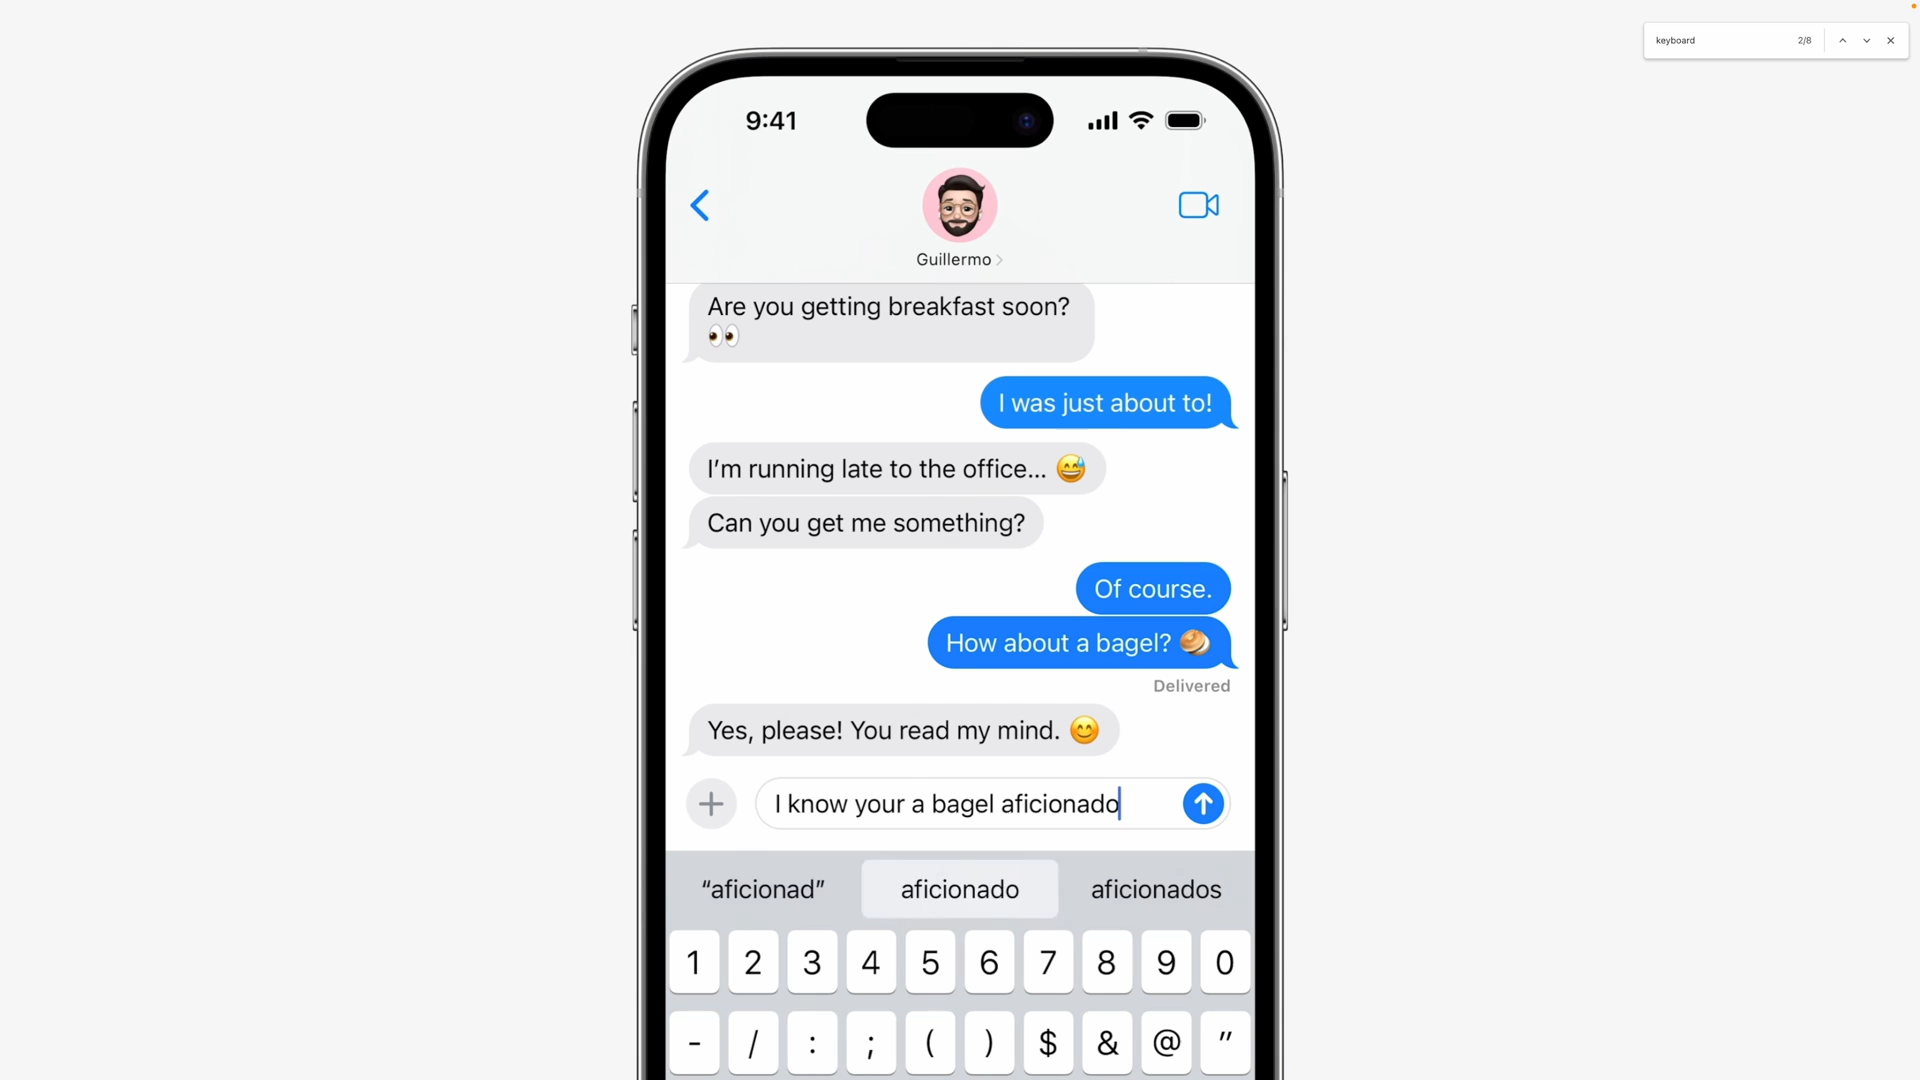 keyboard 2/8
9:41
Guillermo
Are you getting breakfast soon?
👀
I was just about to!
I’m running late to the office... 😅
Can you get me something?
Of course.
How about a bagel? 🥯
Delivered
Yes, please! You read my mind. 😊
I know your a bagel aficionado
“aficionad” aficionado aficionados
1 2 3 4 5 6 7 8 9 0
- / : ; ( ) $ & @ "